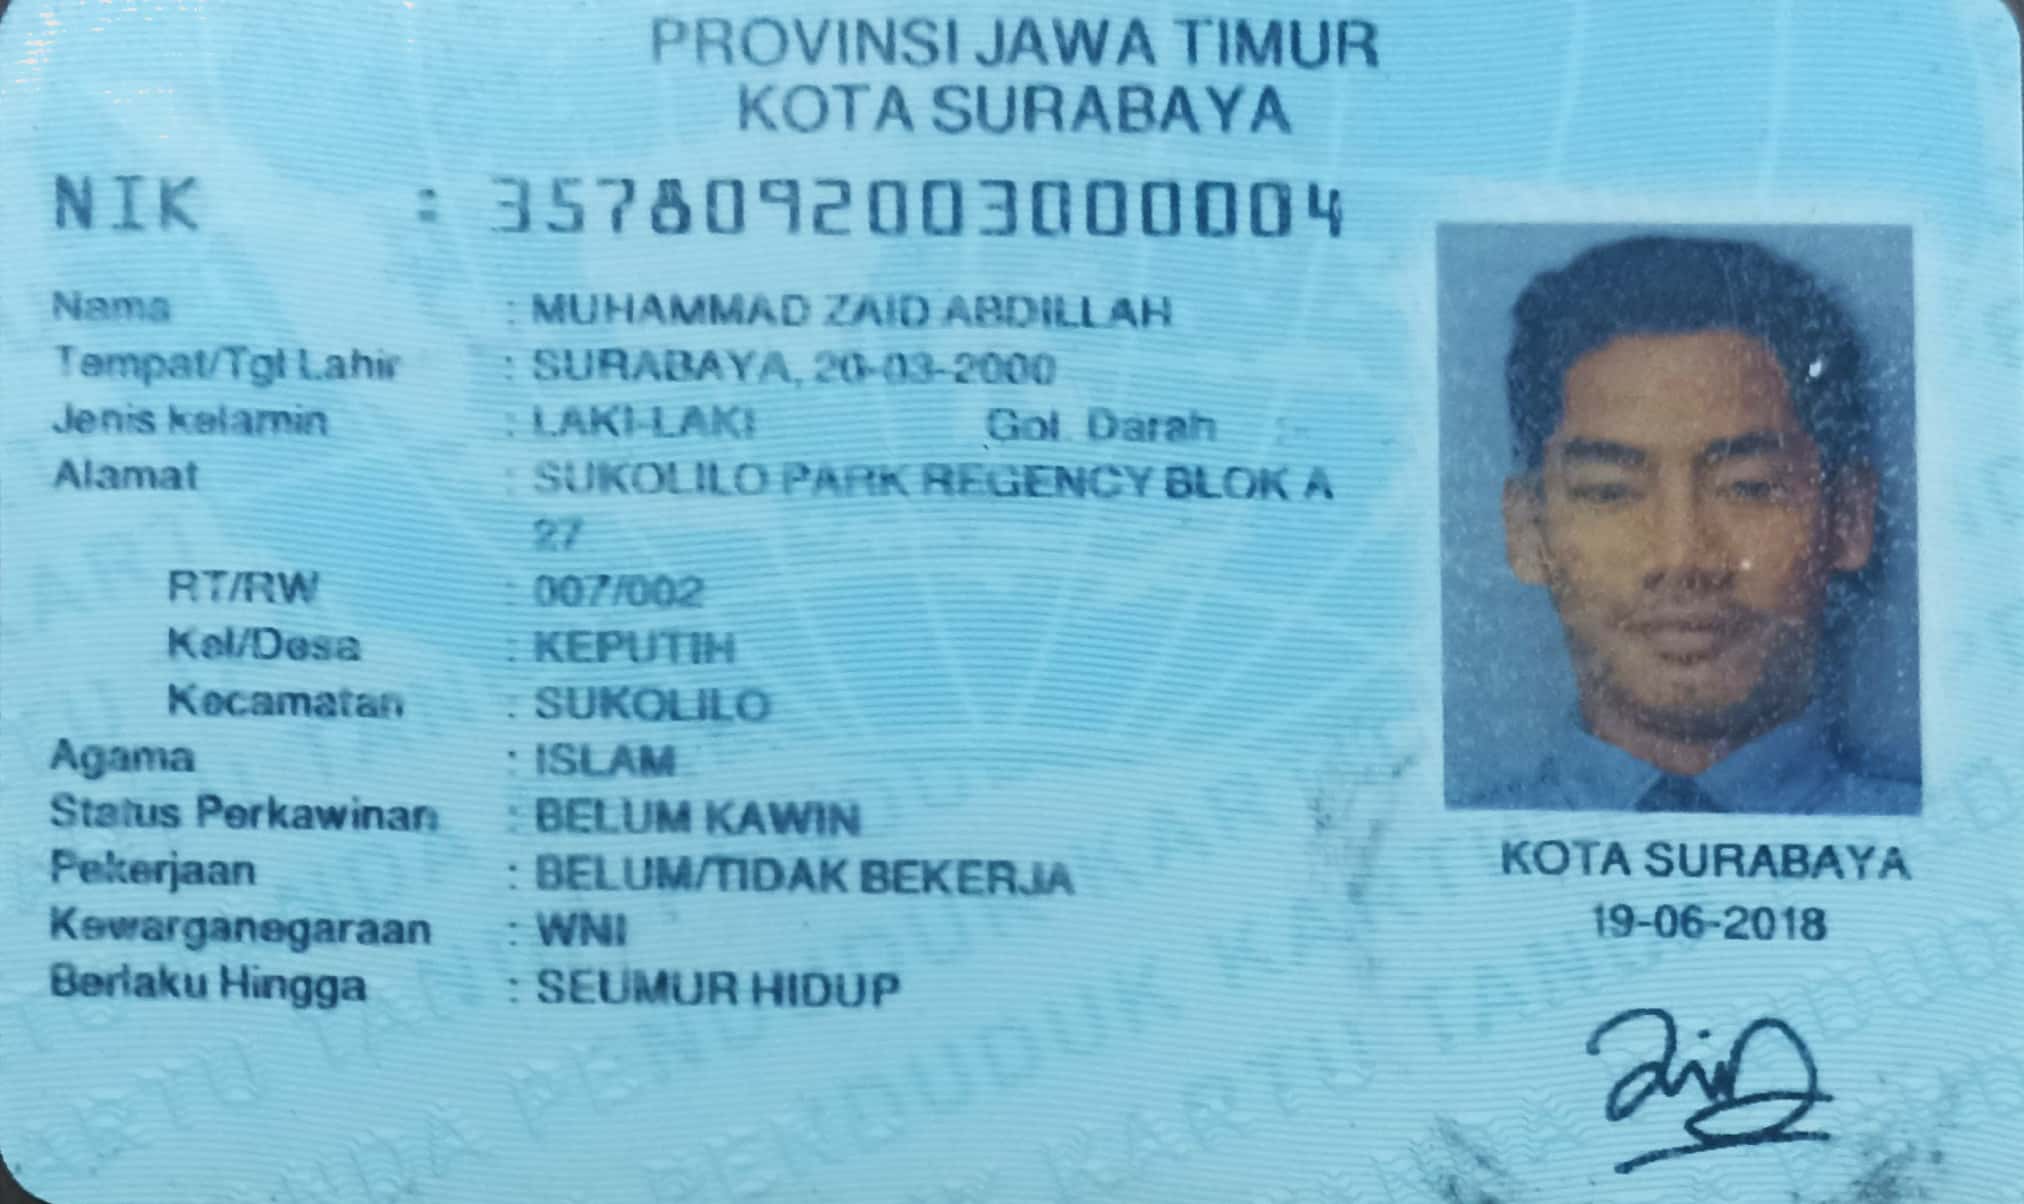 PROVINSI JAWA TIMUR
KOTA SURABAYA
NIK : 3578092003000004
Nama : MUHAMMAD ZAID ABDILLAH
Tempat/Tgl Lahir : SURABAYA, 20-03-2000
Jenis kelamin : LAKI-LAKI Gol. Darah : -
Alamat : SUKOLILO PARK REGENCY BLOK A
27
RT/RW : 007/002
Kel/Desa : KEPUTIH
Kecamatan : SUKOLILO
Agama : ISLAM
Status Perkawinan : BELUM KAWIN
Pekerjaan : BELUM/TIDAK BEKERJA
Kewarganegaraan : WNI
Berlaku Hingga : SEUMUR HIDUP
KOTA SURABAYA
19-06-2018